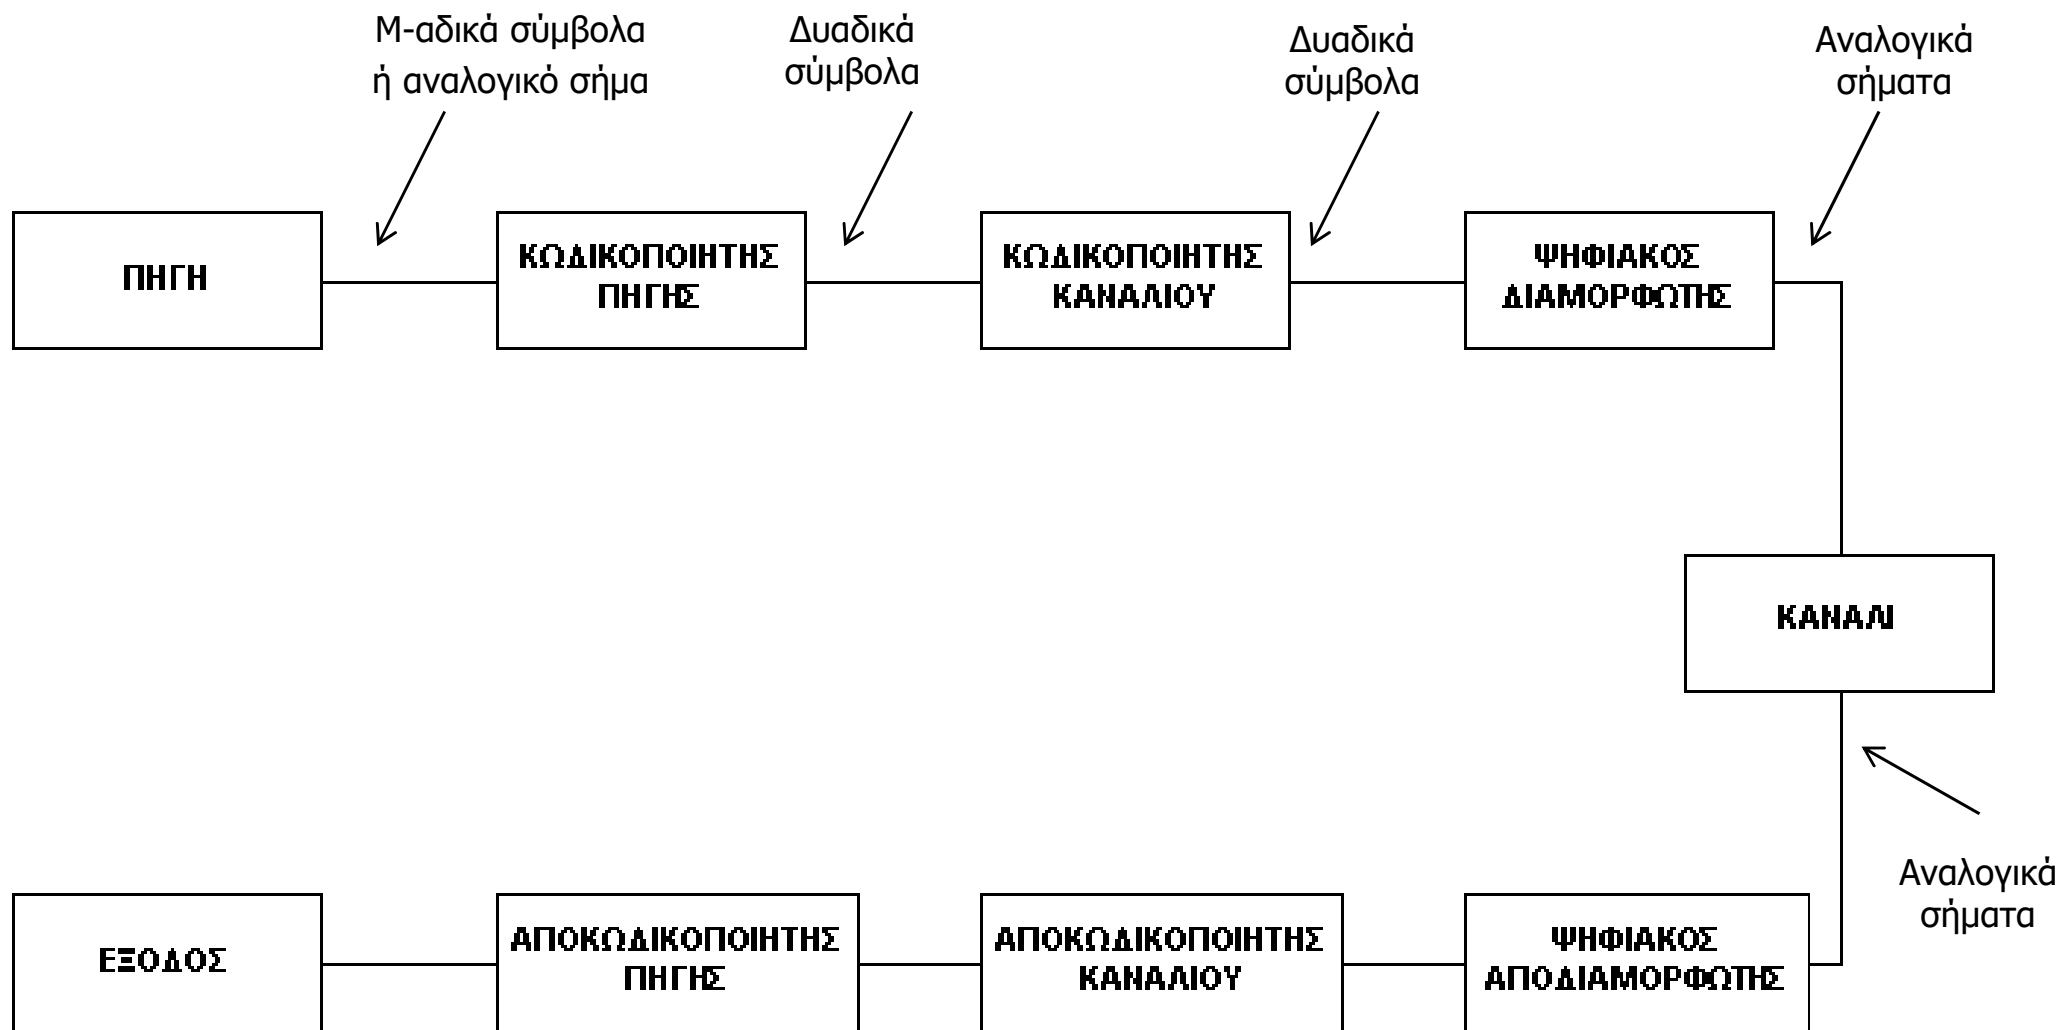 Μ-αδικά σύμβολα
ή αναλογικό σήμα
Δυαδικά
σύμβολα
Δυαδικά
σύμβολα
Αναλογικά
σήματα
ΠΗΓΗ
ΚΩΔΙΚΟΠΟΙΗΤΗΣ
ΠΗΓΗΣ
ΚΩΔΙΚΟΠΟΙΗΤΗΣ
ΚΑΝΑΛΙΟΥ
ΨΗΦΙΑΚΟΣ
ΔΙΑΜΟΡΦΩΤΗΣ
ΚΑΝΑΛΙ
Αναλογικά
σήματα
ΕΞΟΔΟΣ
ΑΠΟΚΩΔΙΚΟΠΟΙΗΤΗΣ
ΠΗΓΗΣ
ΑΠΟΚΩΔΙΚΟΠΟΙΗΤΗΣ
ΚΑΝΑΛΙΟΥ
ΨΗΦΙΑΚΟΣ
ΑΠΟΔΙΑΜΟΡΦΩΤΗΣ